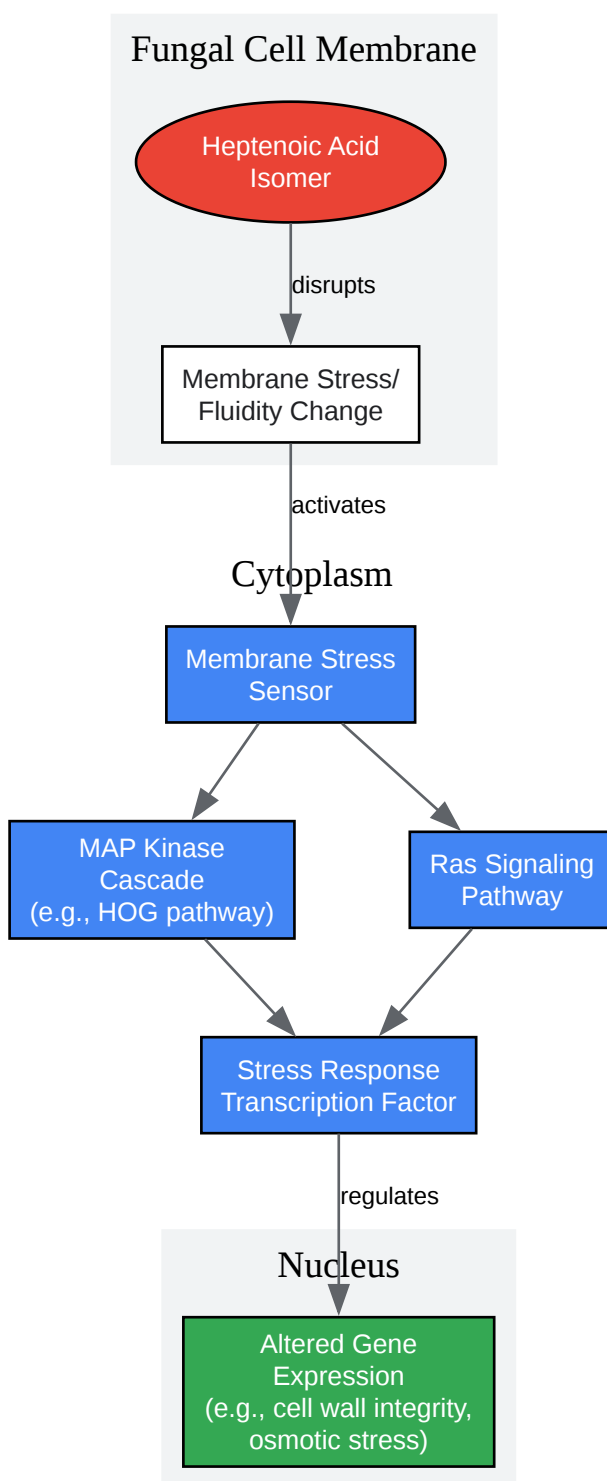 Fungal Cell Membrane
Heptenoic Acid
Isomer
disrupts
Membrane Stress/
Fluidity Change
activates
Cytoplasm
Membrane Stress
Sensor
MAP Kinase
Cascade
(e.g., HOG pathway)
Ras Signaling
Pathway
Stress Response
Transcription Factor
regulates
Nucleus
Altered Gene
Expression
(e.g., cell wall integrity,
osmotic stress)